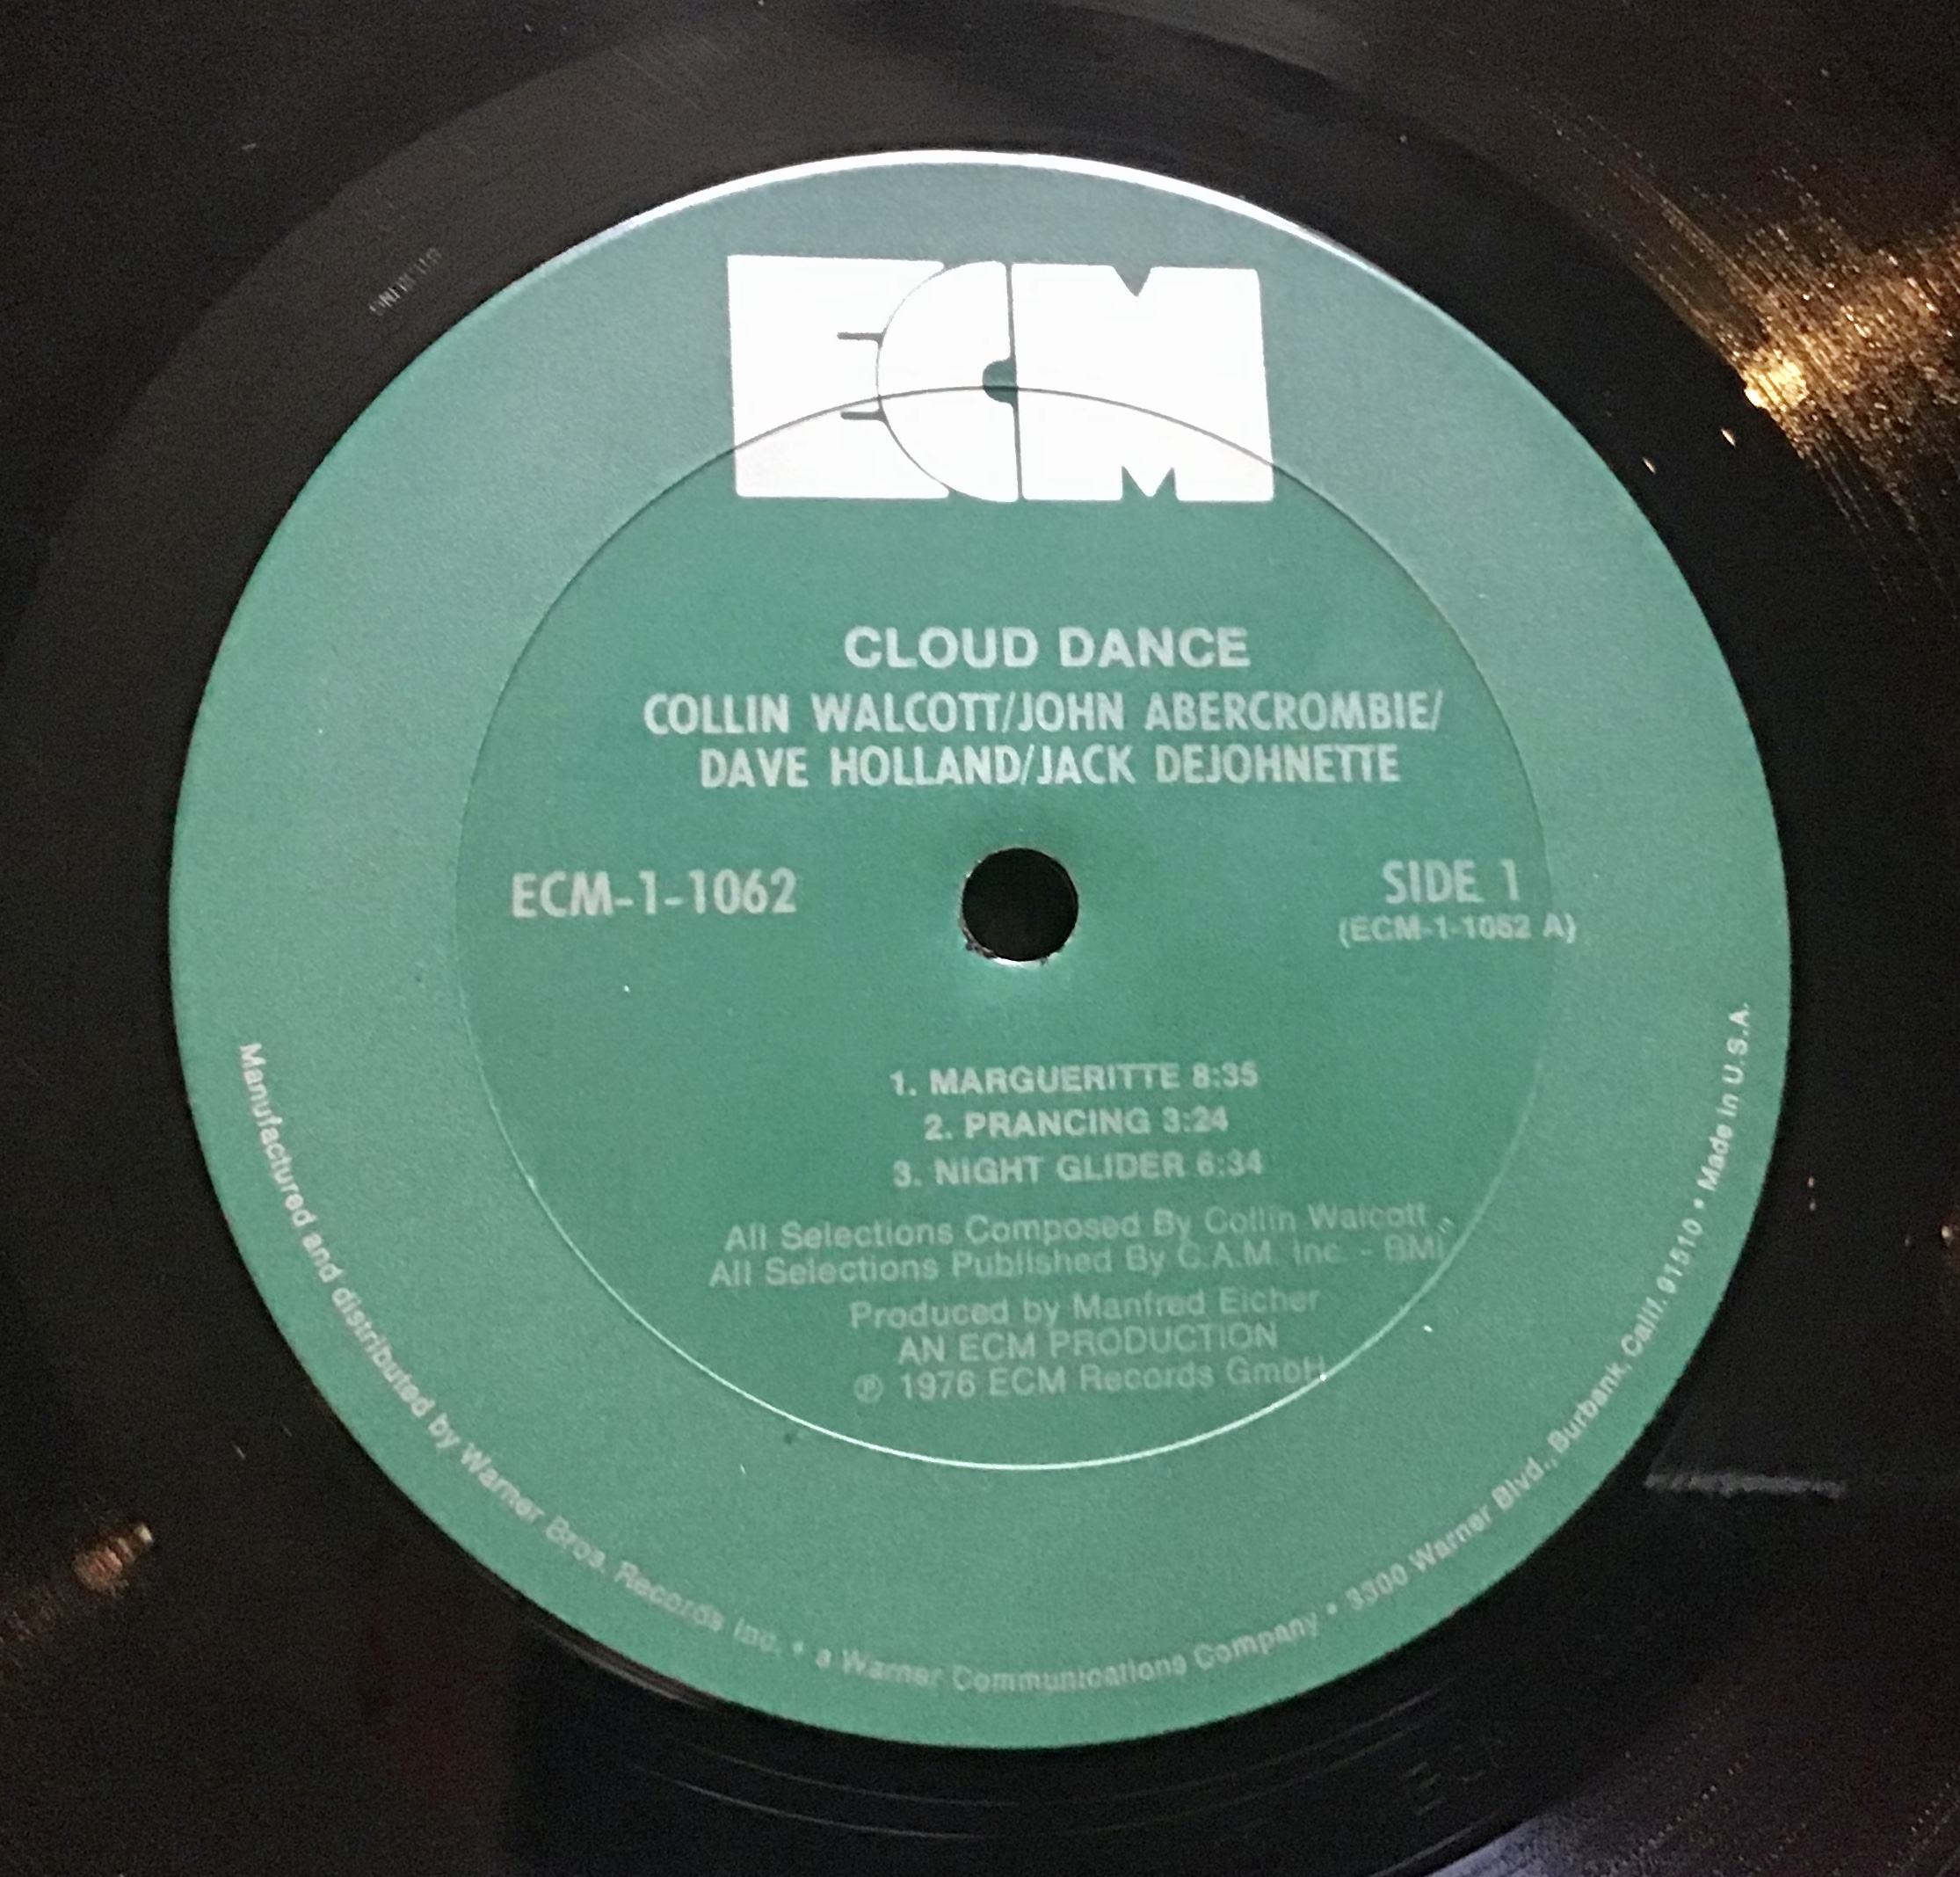 ECM
CLOUD DANCE
COLLIN WALCOTT/JOHN ABERCROMBIE/
DAVE HOLLAND/JACK DEJOHNETTE
ECM-1-1062
SIDE 1
(ECM-1-1062 A)
1. MARGUERITTE 8:35
2. PRANCING 3:24
3. NIGHT GLIDER 6:34
All Selections Composed By Collin Walcott
All Selections Published By C.A.M. Inc. - BMI
Produced by Manfred Eicher
AN ECM PRODUCTION
℗ 1976 ECM Records GmbH
Manufactured and distributed by Warner Bros. Records Inc. • a Warner Communications Company • 3300 Warner Blvd., Burbank, Calif. 91510 • Made in U.S.A.